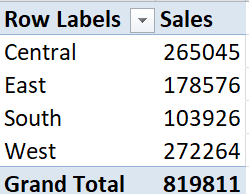 Row Labels Sales
Central 265045
East 178576
South 103926
West 272264
Grand Total 819811